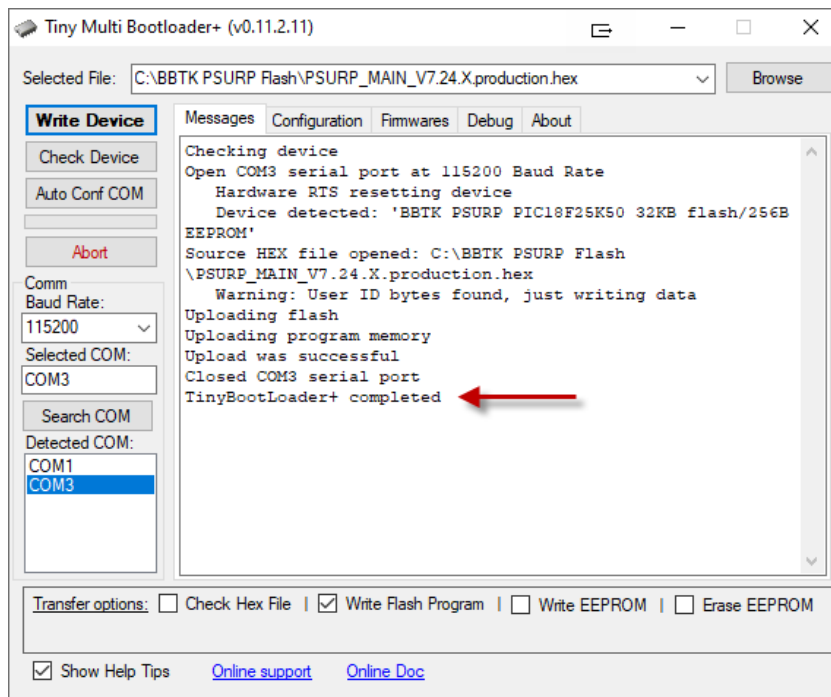 Tiny Multi Bootloader+ (v0.11.2.11)
Selected File: C:\BBTK PSURP Flash\PSURP_MAIN_V7.24.X.production.hex Browse
Write Device
Check Device
Auto Conf COM
Abort
Comm
Baud Rate:
115200
Selected COM:
COM3
Search COM
Detected COM:
COM1
COM3
Messages Configuration Firmwares Debug About
Checking device
Open COM3 serial port at 115200 Baud Rate
Hardware RTS resetting device
Device detected: 'BBTK PSURP PIC18F25K50 32KB flash/256B
EEPROM'
Source HEX file opened: C:\BBTK PSURP Flash
\PSURP_MAIN_V7.24.X.production.hex
Warning: User ID bytes found, just writing data
Uploading flash
Uploading program memory
Upload was successful
Closed COM3 serial port
TinyBootLoader+ completed
Transfer options: Check Hex File | Write Flash Program | Write EEPROM | Erase EEPROM
Show Help Tips Online support Online Doc